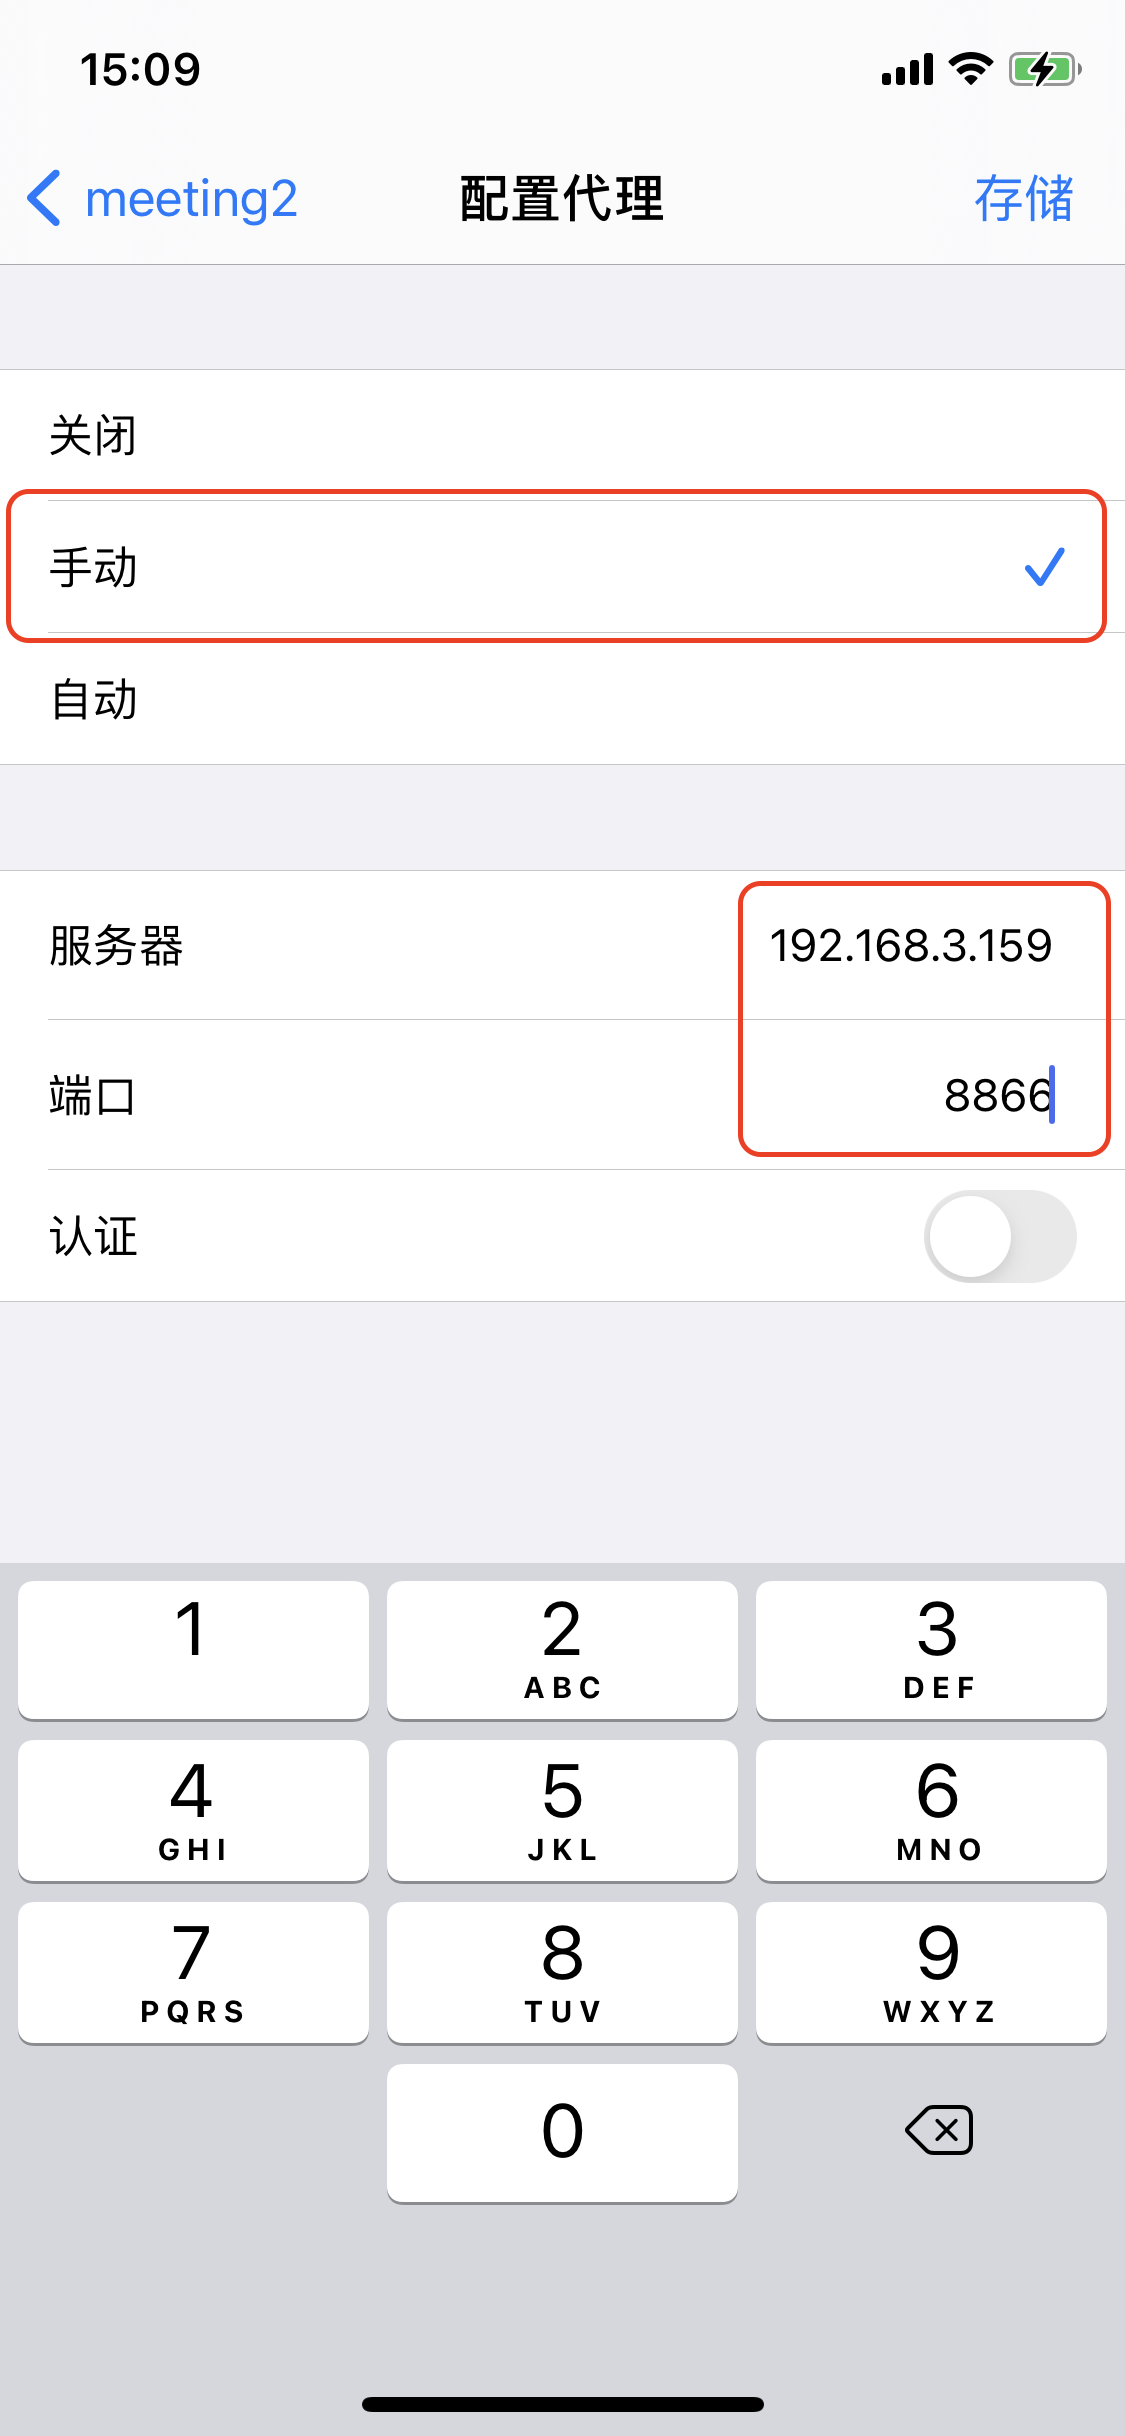 15:09
meeting2 配置代理 存储
关闭
手动
自动
服务器 192.168.3.159
端口 8866
认证
1 2 3
ABC DEF
4 5 6
GHI JKL MNO
7 8 9
PQRS TUV WXYZ
0